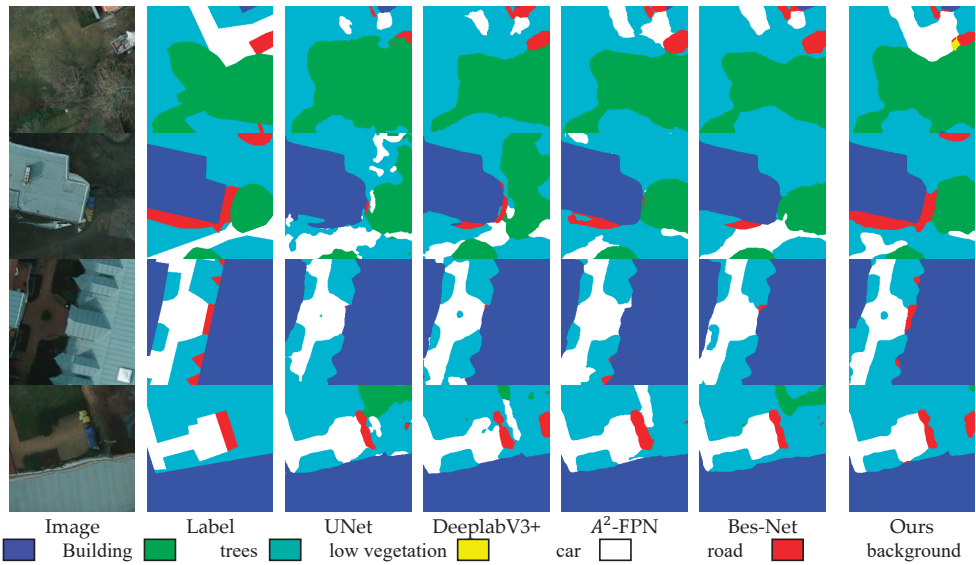 Image Label UNet DeeplabV3+ A²-FPN Bes-Net Ours
Building trees low vegetation car road background